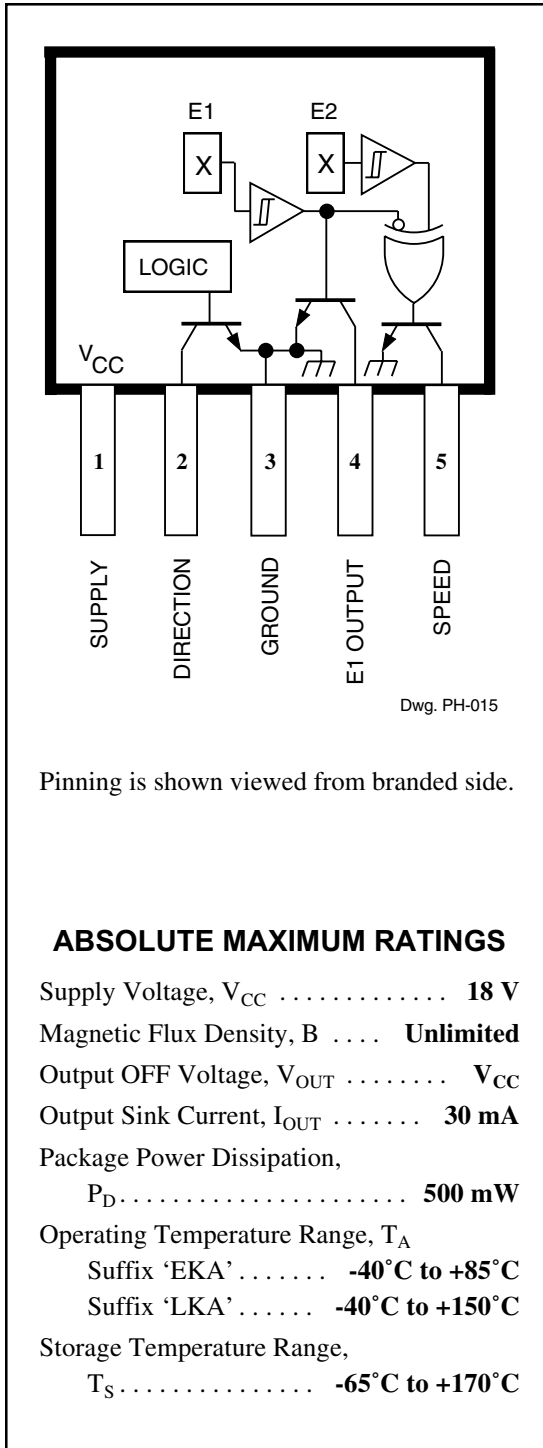 E1 E2
X X
LOGIC
VCC
1 2 3 4 5
SUPPLY
DIRECTION
GROUND
E1 OUTPUT
SPEED
Dwg. PH-015
Pinning is shown viewed from branded side.
ABSOLUTE MAXIMUM RATINGS
Supply Voltage, VCC . . . . . . . . . . . . . 18 V
Magnetic Flux Density, B . . . . Unlimited
Output OFF Voltage, VOUT . . . . . . . . VCC
Output Sink Current, IOUT . . . . . . . 30 mA
Package Power Dissipation,
PD . . . . . . . . . . . . . . . . . . . . . . 500 mW
Operating Temperature Range, TA
Suffix ‘EKA’ . . . . . . . -40˚C to +85˚C
Suffix ‘LKA’ . . . . . . -40˚C to +150˚C
Storage Temperature Range,
TS . . . . . . . . . . . . . . . . -65˚C to +170˚C